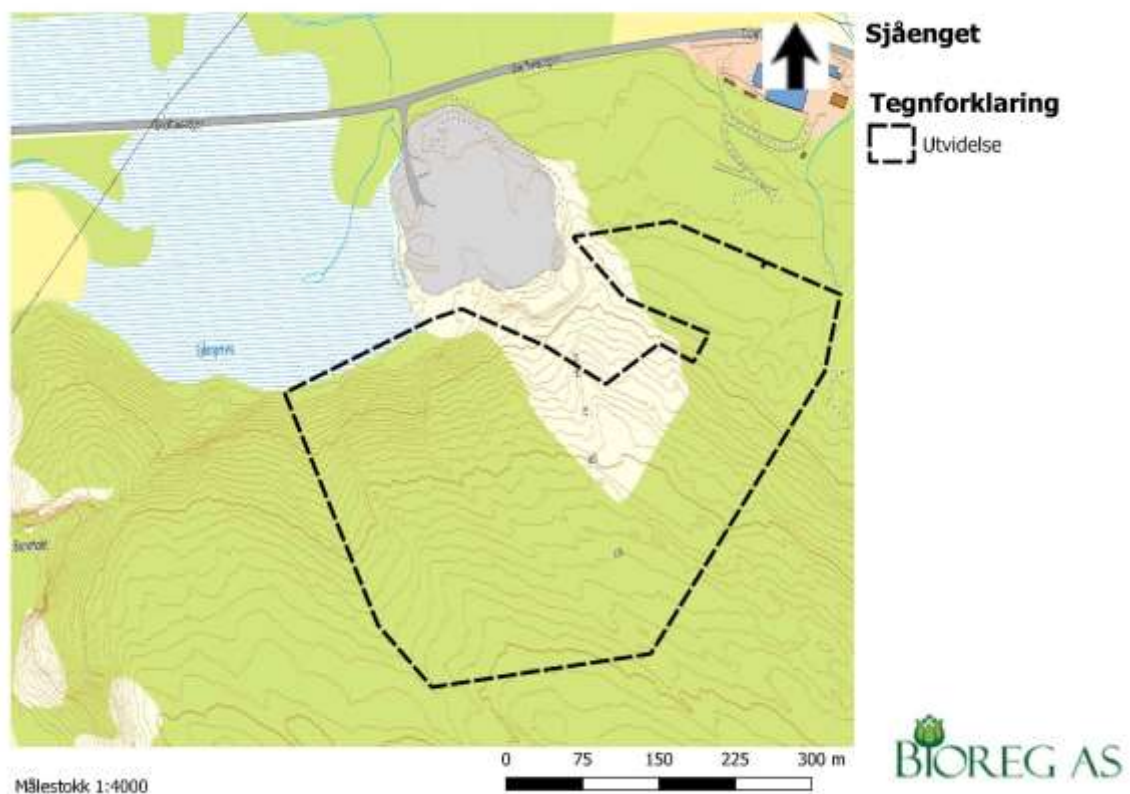 Sjåenget
Tegnforklaring
Utvidelse
0 75 150 225 300 m
Målestokk 1:4000
BIOREG AS